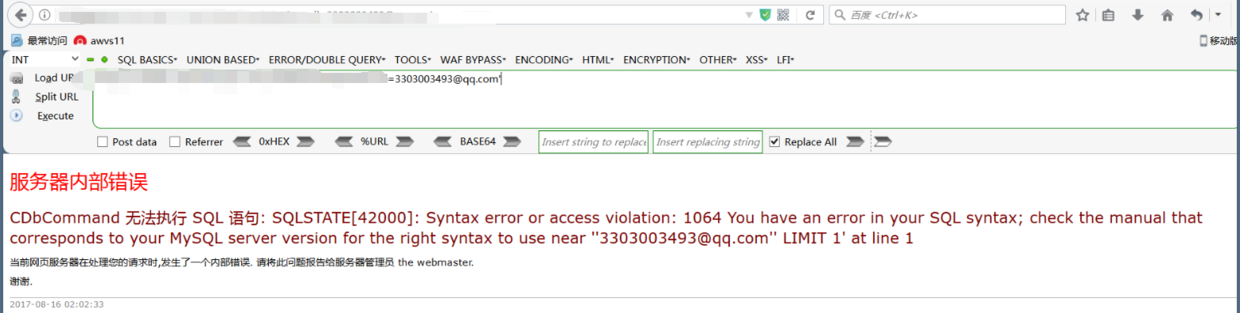 百度 <Ctrl+K>
最常访问 awvs11 移动版
INT SQL BASICS UNION BASED ERROR/DOUBLE QUERY TOOLS WAF BYPASS ENCODING HTML ENCRYPTION OTHER XSS LFI
Load URL =3303003493@qq.com'
Split URL
Execute
Post data Referrer 0xHEX %URL BASE64 Insert string to replace Insert replacing string Replace All
服务器内部错误
CDbCommand 无法执行 SQL 语句: SQLSTATE[42000]: Syntax error or access violation: 1064 You have an error in your SQL syntax; check the manual that
corresponds to your MySQL server version for the right syntax to use near ''3303003493@qq.com'' LIMIT 1' at line 1
当前网页服务器在处理您的请求时,发生了一个内部错误. 请将此问题报告给服务器管理员 the webmaster.
谢谢.
2017-08-16 02:02:33